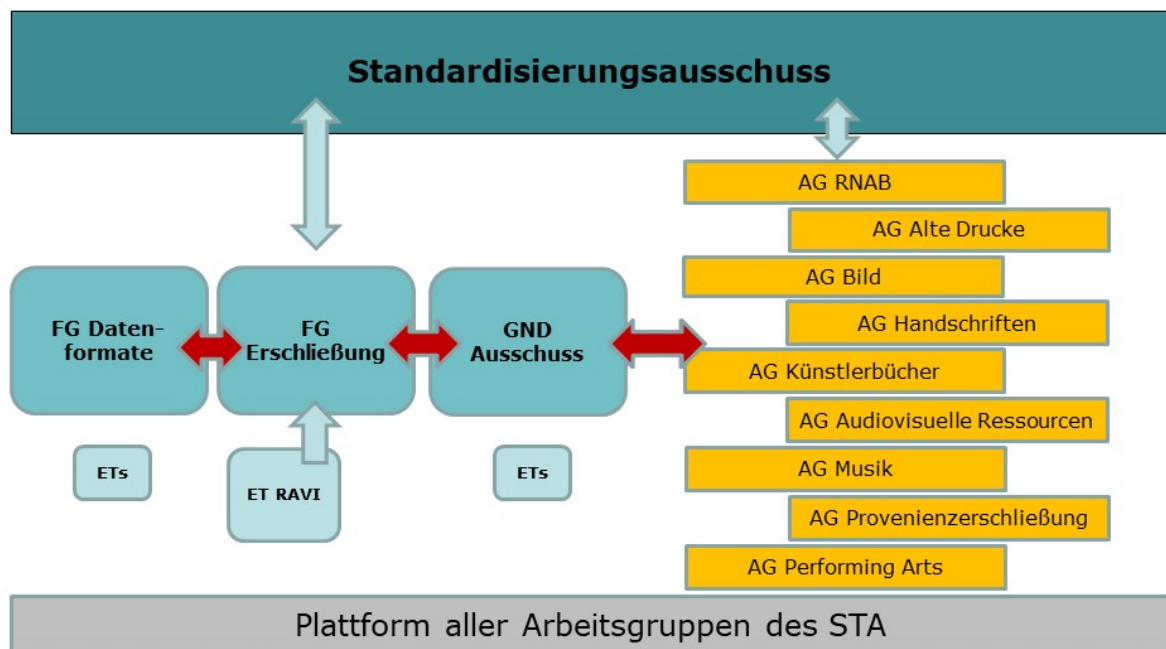 Standardisierungsausschuss
FG Daten-
formate
FG
Erschließung
GND
Ausschuss
ETs
ET RAVI
ETs
AG RNAB
AG Alte Drucke
AG Bild
AG Handschriften
AG Künstlerbücher
AG Audiovisuelle Ressourcen
AG Musik
AG Provenienzerschließung
AG Performing Arts
Plattform aller Arbeitsgruppen des STA